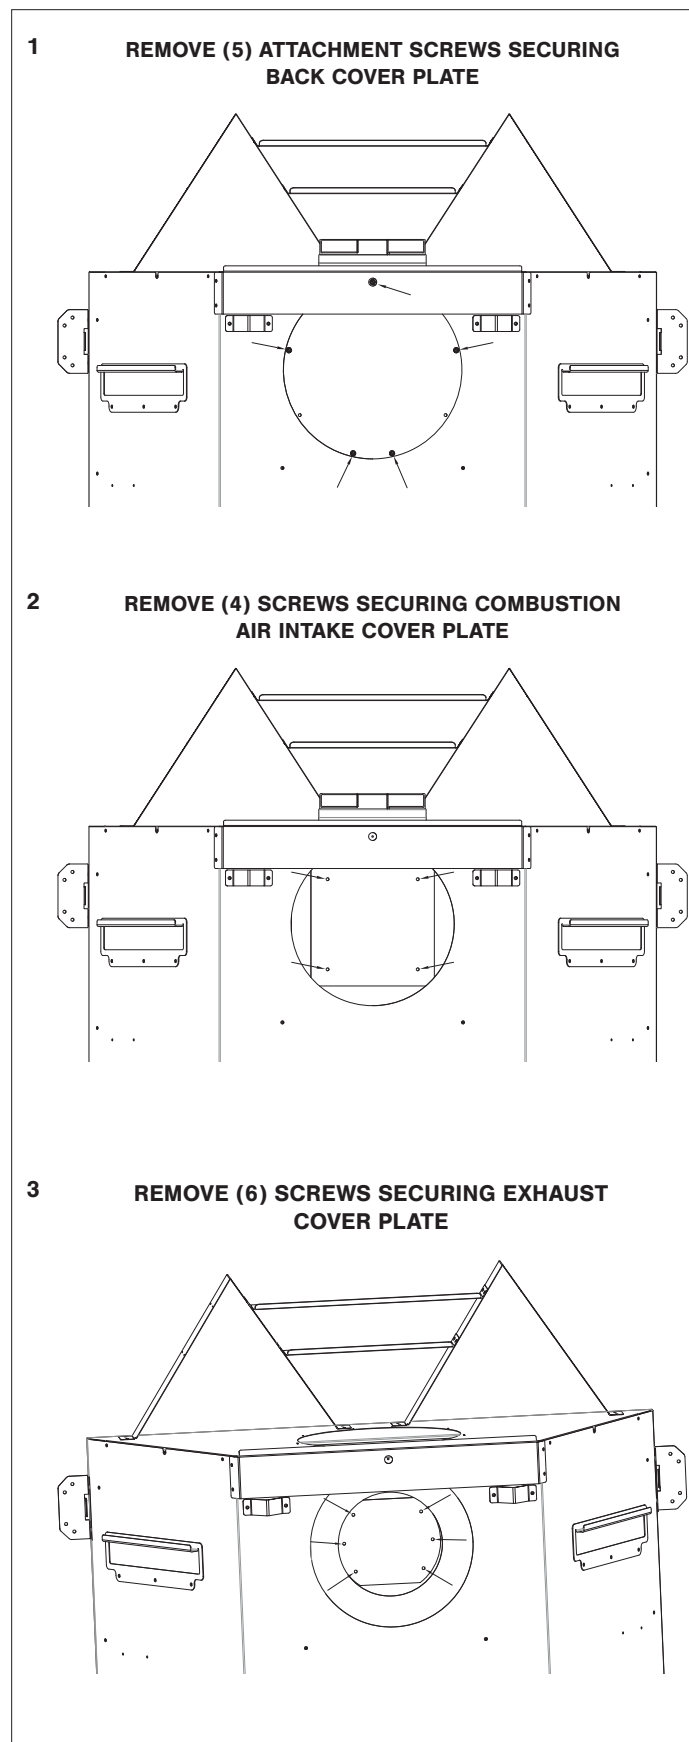 1
REMOVE (5) ATTACHMENT SCREWS SECURING
BACK COVER PLATE
2
REMOVE (4) SCREWS SECURING COMBUSTION
AIR INTAKE COVER PLATE
3
REMOVE (6) SCREWS SECURING EXHAUST
COVER PLATE